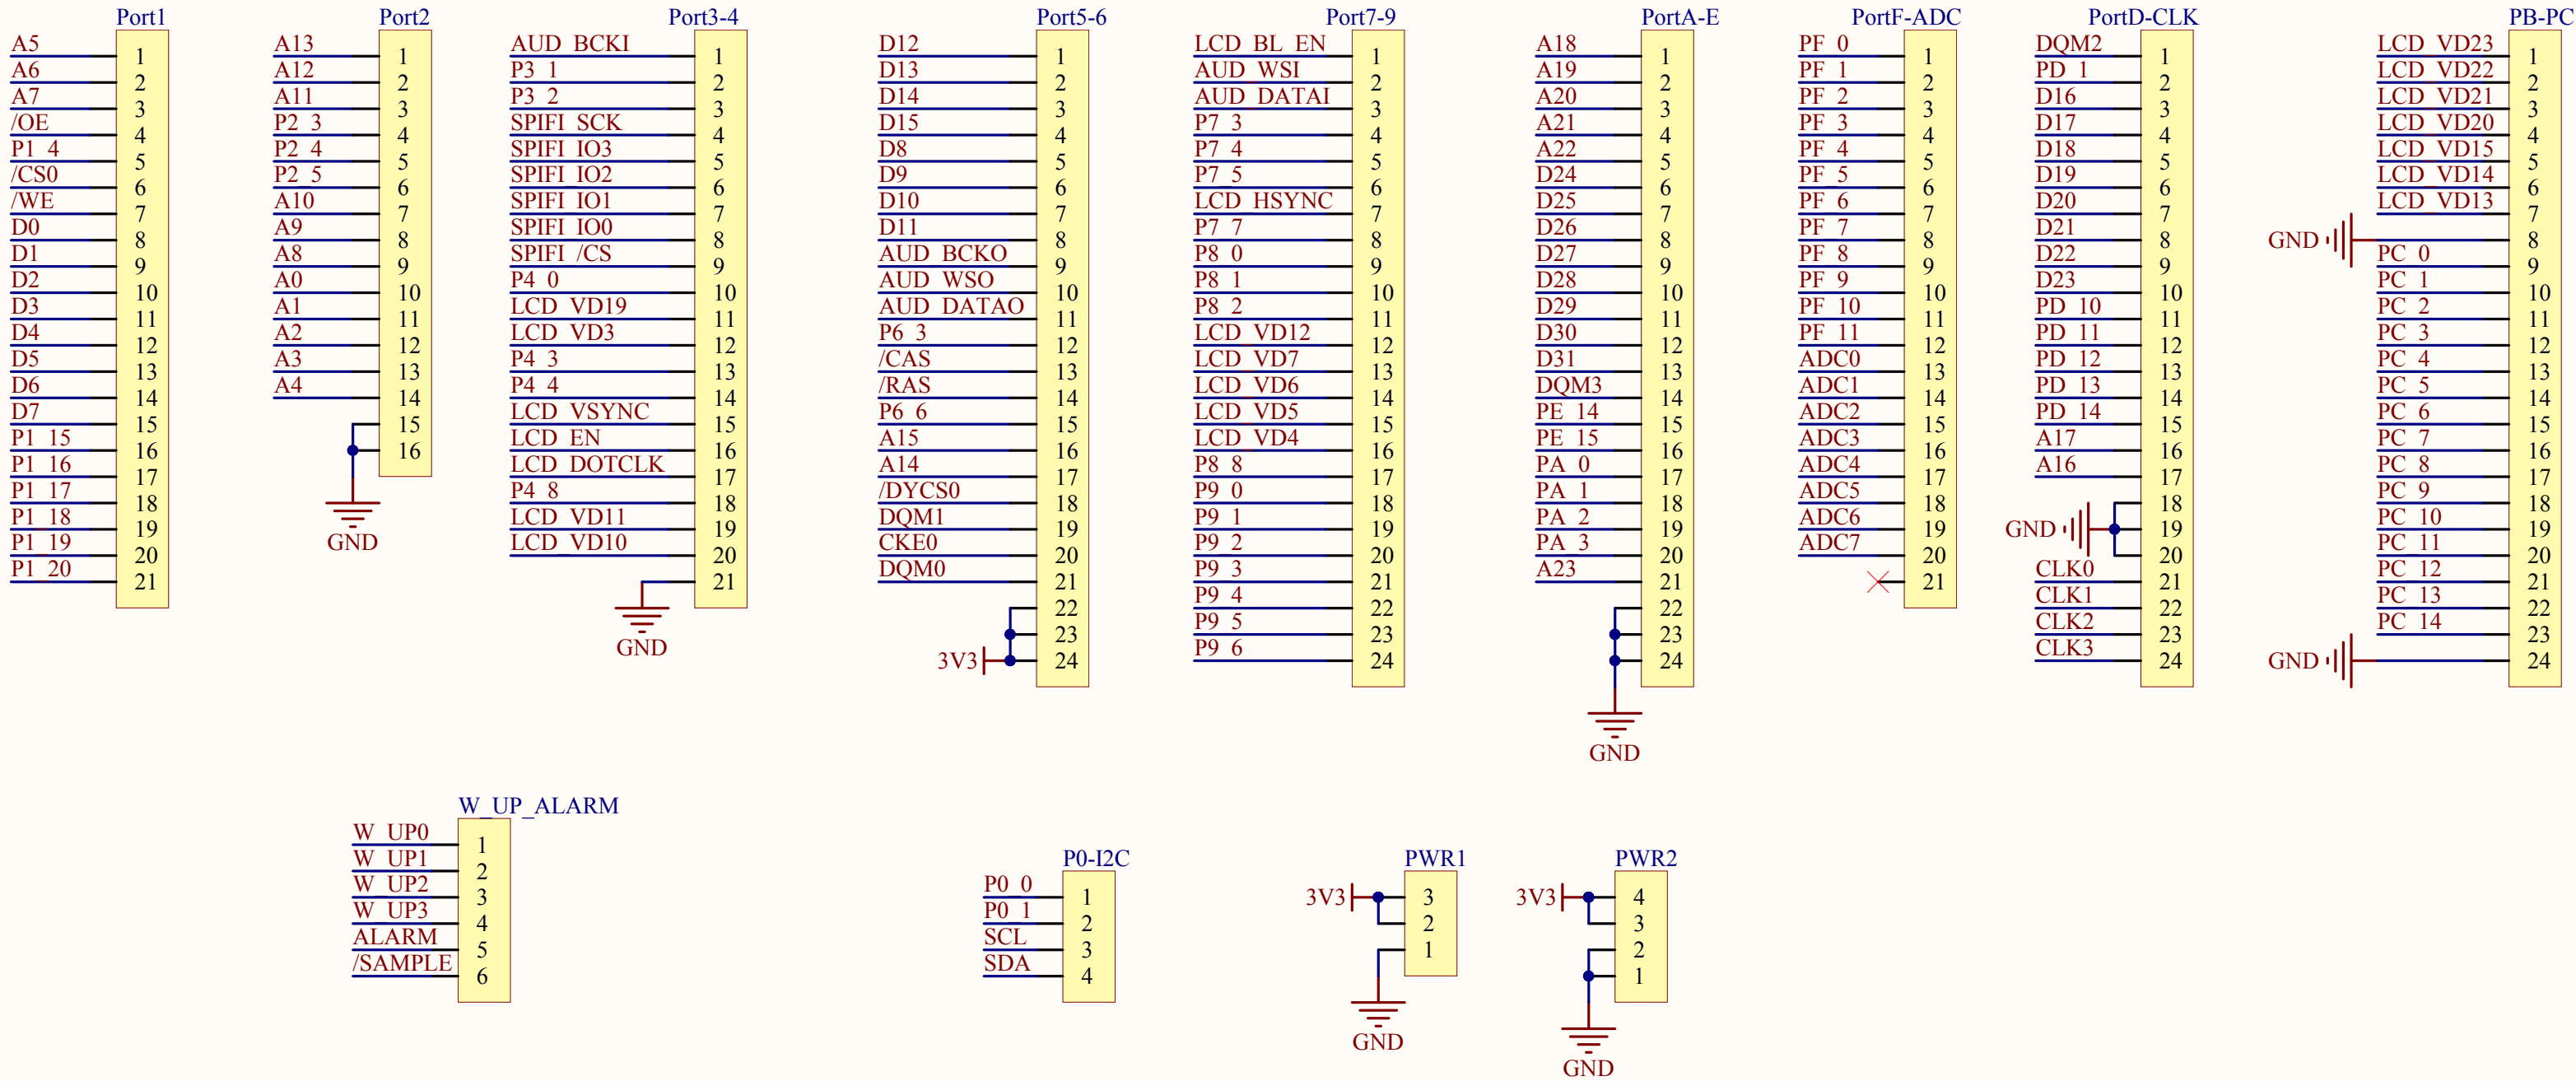 Port1
A5 1
A6 2
A7 3
/OE 4
P1_4 5
/CS0 6
/WE 7
D0 8
D1 9
D2 10
D3 11
D4 12
D5 13
D6 14
D7 15
P1_15 16
P1_16 17
P1_17 18
P1_18 19
P1_19 20
P1_20 21
Port2
A13 1
A12 2
A11 3
P2_3 4
P2_4 5
P2_5 6
A10 7
A9 8
A8 9
A0 10
A1 11
A2 12
A3 13
A4 14
15
16
GND
Port3-4
AUD_BCKI 1
P3_1 2
P3_2 3
SPIFI_SCK 4
SPIFI_IO3 5
SPIFI_IO2 6
SPIFI_IO1 7
SPIFI_IO0 8
SPIFI_/CS 9
P4_0 10
LCD_VD19 11
LCD_VD3 12
P4_3 13
P4_4 14
LCD_VSYNC 15
LCD_EN 16
LCD_DOTCLK 17
P4_8 18
LCD_VD11 19
LCD_VD10 20
21
GND
Port5-6
D12 1
D13 2
D14 3
D15 4
D8 5
D9 6
D10 7
D11 8
AUD_BCKO 9
AUD_WSO 10
AUD_DATAO 11
P6_3 12
/CAS 13
/RAS 14
P6_6 15
A15 16
A14 17
/DYCS0 18
DQM1 19
CKE0 20
DQM0 21
22
23
3V3 24
Port7-9
LCD_BL_EN 1
AUD_WSI 2
AUD_DATAI 3
P7_3 4
P7_4 5
P7_5 6
LCD_HSYNC 7
P7_7 8
P8_0 9
P8_1 10
P8_2 11
LCD_VD12 12
LCD_VD7 13
LCD_VD6 14
LCD_VD5 15
LCD_VD4 16
P8_8 17
P9_0 18
P9_1 19
P9_2 20
P9_3 21
P9_4 22
P9_5 23
P9_6 24
PortA-E
A18 1
A19 2
A20 3
A21 4
A22 5
D24 6
D25 7
D26 8
D27 9
D28 10
D29 11
D30 12
D31 13
DQM3 14
PE_14 15
PE_15 16
PA_0 17
PA_1 18
PA_2 19
PA_3 20
A23 21
22
23
24
GND
PortF-ADC
PF_0 1
PF_1 2
PF_2 3
PF_3 4
PF_4 5
PF_5 6
PF_6 7
PF_7 8
PF_8 9
PF_9 10
PF_10 11
PF_11 12
ADC0 13
ADC1 14
ADC2 15
ADC3 16
ADC4 17
ADC5 18
ADC6 19
ADC7 20
21
PortD-CLK
DQM2 1
PD_1 2
D16 3
D17 4
D18 5
D19 6
D20 7
D21 8
D22 9
D23 10
PD_10 11
PD_11 12
PD_12 13
PD_13 14
PD_14 15
A17 16
A16 17
18
GND 19
20
CLK0 21
CLK1 22
CLK2 23
CLK3 24
PB-PC
LCD_VD23 1
LCD_VD22 2
LCD_VD21 3
LCD_VD20 4
LCD_VD15 5
LCD_VD14 6
LCD_VD13 7
GND 8
PC_0 9
PC_1 10
PC_2 11
PC_3 12
PC_4 13
PC_5 14
PC_6 15
PC_7 16
PC_8 17
PC_9 18
PC_10 19
PC_11 20
PC_12 21
PC_13 22
PC_14 23
GND 24
W_UP_ALARM
W_UP0 1
W_UP1 2
W_UP2 3
W_UP3 4
ALARM 5
/SAMPLE 6
P0-I2C
P0_0 1
P0_1 2
SCL 3
SDA 4
PWR1
3V3 3
2
1
GND
PWR2
3V3 4
3
2
1
GND